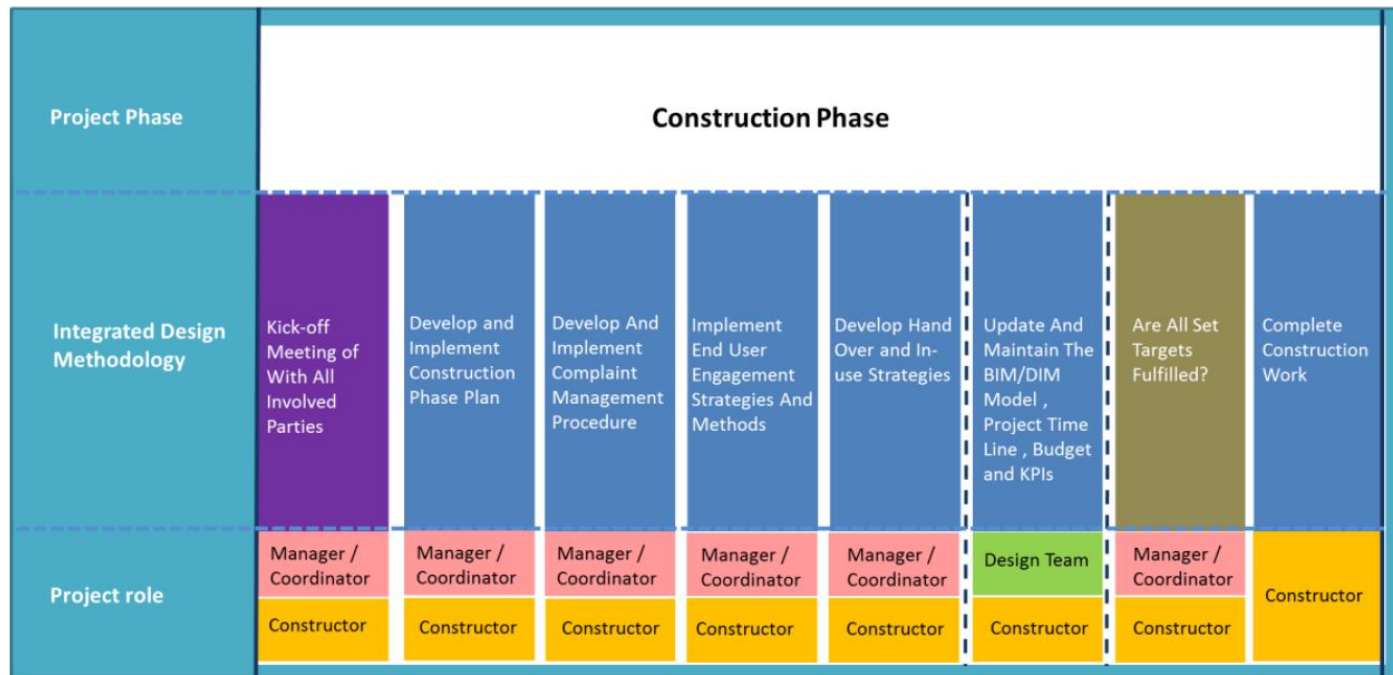 Project Phase
Construction Phase
Integrated Design
Methodology
Kick-off
Meeting of
With All
Involved
Parties
Develop and
Implement
Construction
Phase Plan
Develop And
Implement
Complaint
Management
Procedure
Implement
End User
Engagement
Strategies And
Methods
Develop Hand
Over and In-
use Strategies
Update And
Maintain The
BIM/DIM
Model ,
Project Time
Line , Budget
and KPIs
Are All Set
Targets
Fulfilled?
Complete
Construction
Work
Project role
Manager /
Coordinator
Constructor
Manager /
Coordinator
Constructor
Manager /
Coordinator
Constructor
Manager /
Coordinator
Constructor
Manager /
Coordinator
Constructor
Design Team
Constructor
Manager /
Coordinator
Constructor
Constructor